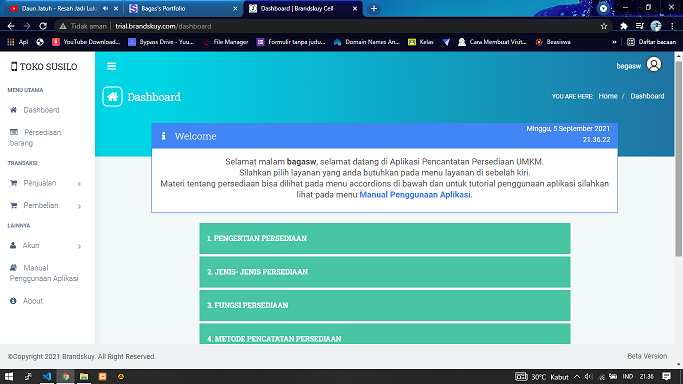 Daun Jatuh - Resah Jadi Luk
Bagas's Portfolio
Dashboard | Brandskuy Cell
Tidak aman | trial.brandskuy.com/dashboard
Apl
YouTube Download...
Bypass Drive - Yuu...
File Manager
Formulir tanpa judu...
Domain Names An...
Kelas
Cara Membuat Visit...
Beasiswa
»
Daftar bacaan
TOKO SUSILO
bagasw
Dashboard
YOU ARE HERE: Home / Dashboard
MENU UTAMA
Dashboard
Persediaan
barang
TRANSAKSI
Penjualan
Pembelian
LAINNYA
Akun
Manual
Penggunaan Aplikasi
About
Welcome
Minggu, 5 September 2021
21.36.22
Selamat malam bagasw, selamat datang di Aplikasi Pencantatan Persediaan UMKM.
Silahkan pilih layanan yang anda butuhkan pada menu layanan di sebelah kiri.
Materi tentang persediaan bisa dilihat pada menu accordions di bawah dan untuk tutorial penggunaan aplikasi silahkan
lihat pada menu Manual Penggunaan Aplikasi.
1. PENGERTIAN PERSEDIAAN
2. JENIS- JENIS PERSEDIAAN
3. FUNGSI PERSEDIAAN
4. METODE PENCATATAN PERSEDIAAN
©Copyright 2021 Brandskuy. All Right Reserved.
Beta Version
30°C Kabut
IND
21.36